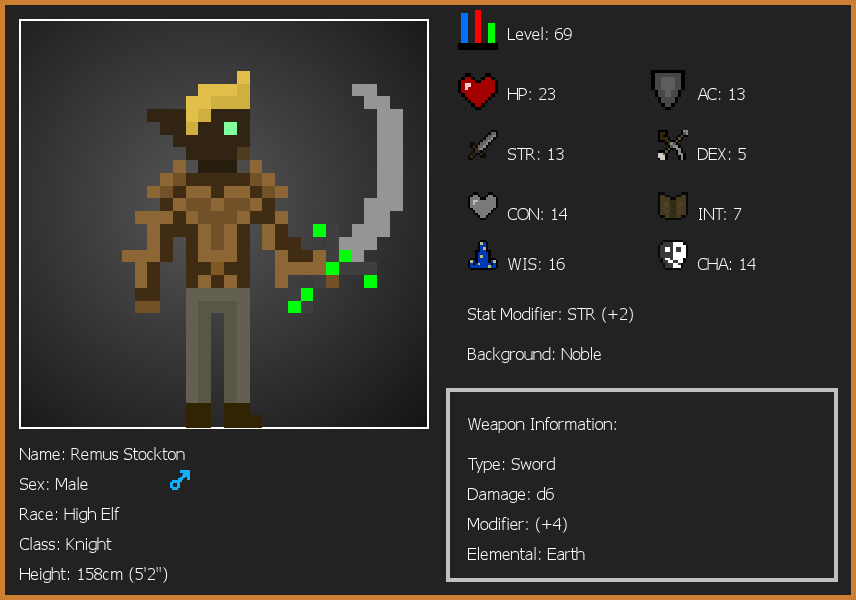 Level: 69
HP: 23
AC: 13
STR: 13
DEX: 5
CON: 14
INT: 7
WIS: 16
CHA: 14
Stat Modifier: STR (+2)
Background: Noble
Weapon Information:
Type: Sword
Damage: d6
Modifier: (+4)
Elemental: Earth
Name: Remus Stockton
Sex: Male
Race: High Elf
Class: Knight
Height: 158cm (5'2")